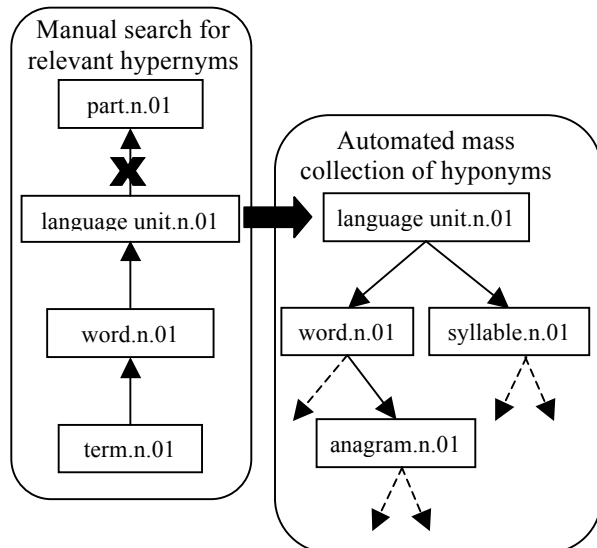 Manual search for
relevant hypernyms
part.n.01
X
language unit.n.01
word.n.01
term.n.01
Automated mass
collection of hyponyms
language unit.n.01
word.n.01
syllable.n.01
anagram.n.01